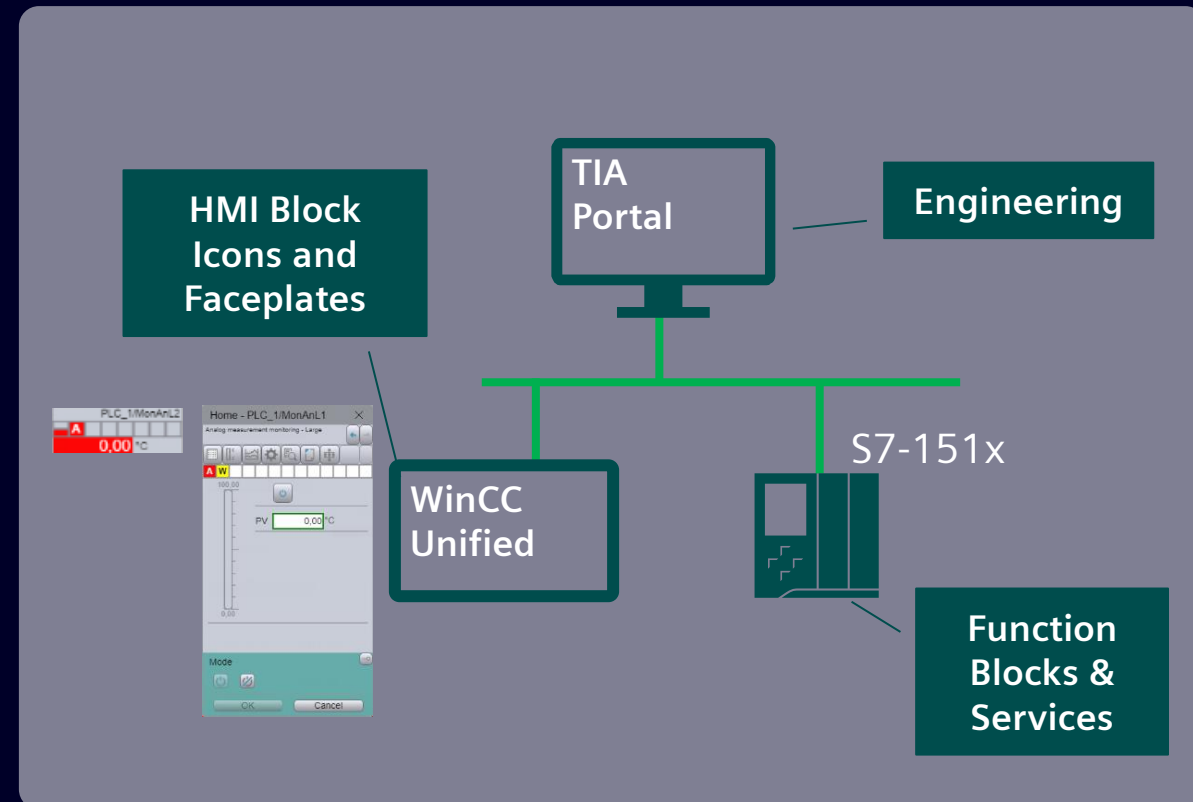 TIA
Portal
Engineering
HMI Block
Icons and
Faceplates
PLC_1/MonAnL2
A
0,00 °C
Home - PLC_1/MonAnL1
Analog measurement monitoring - Large
A W
100,00
PV 0,00 °C
0,00
Mode
OK Cancel
WinCC
Unified
S7-151x
Function
Blocks &
Services